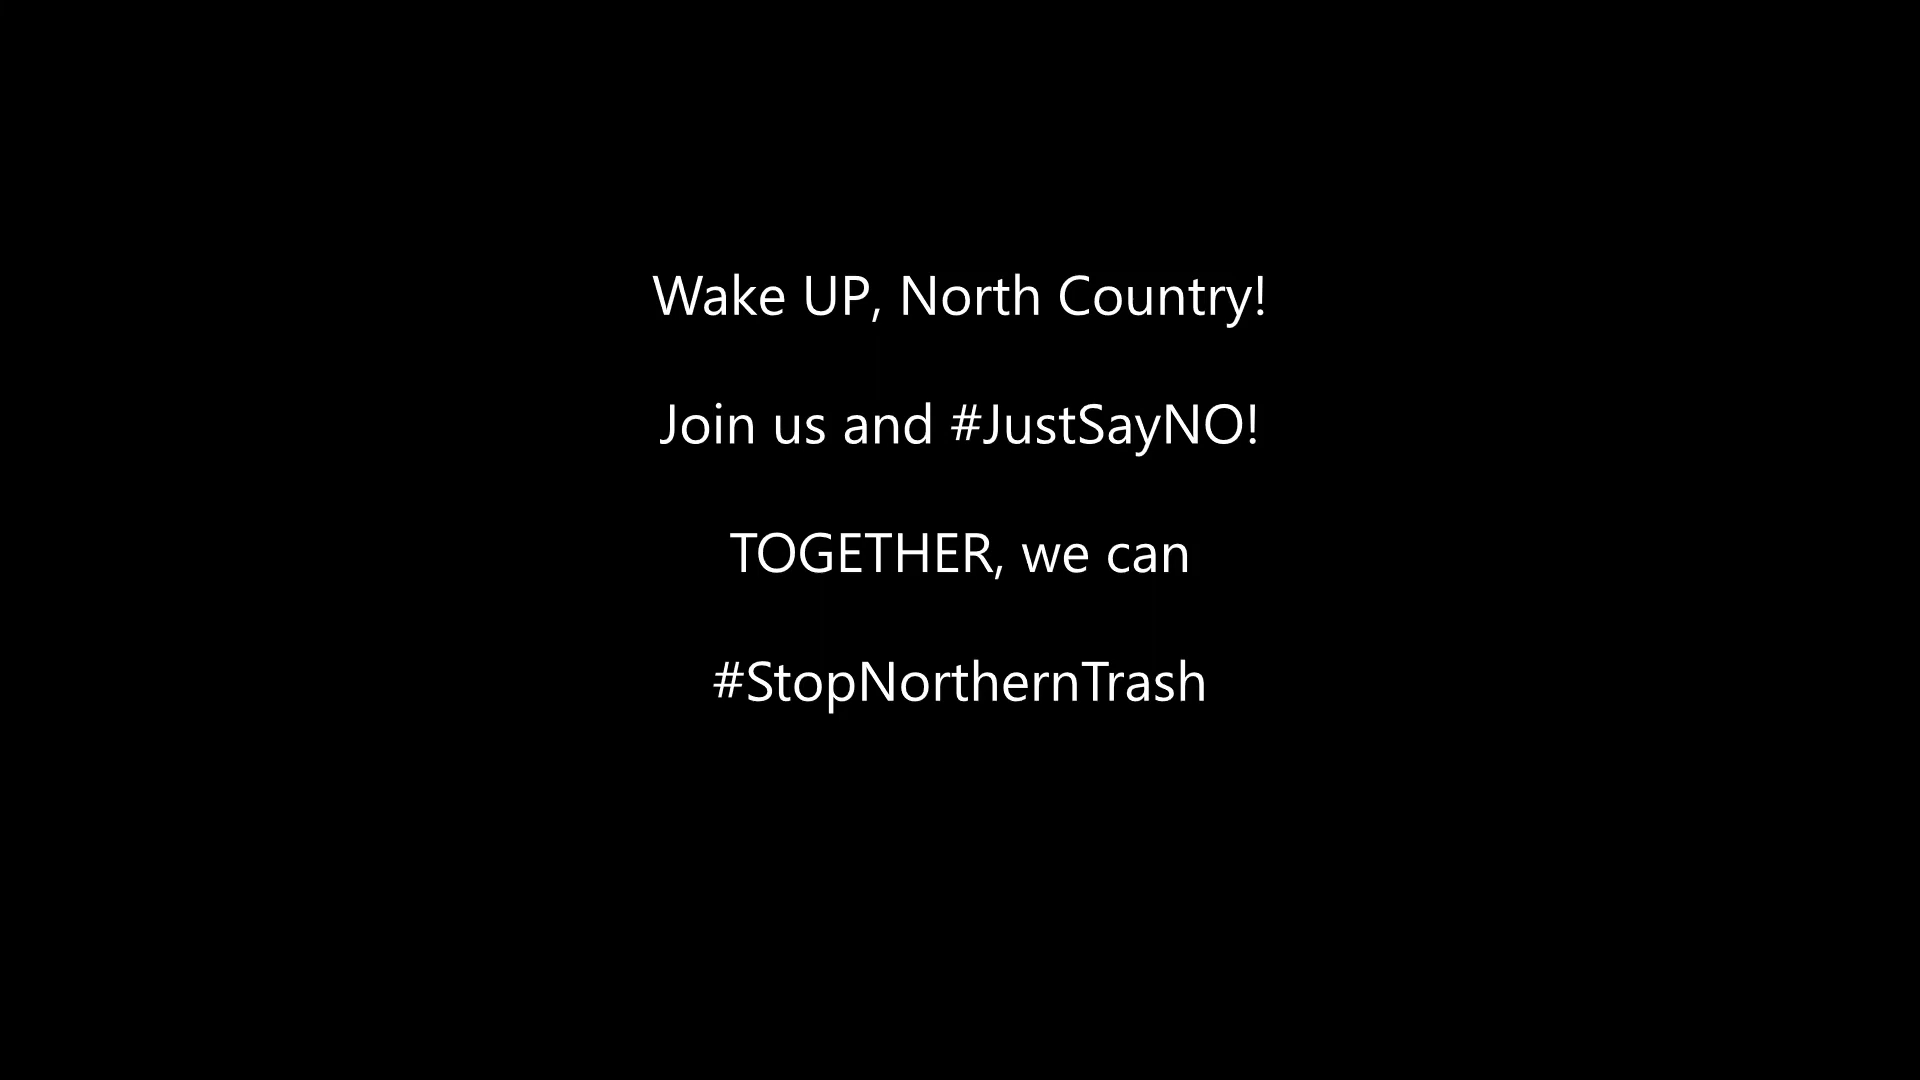 Wake UP, North Country!
Join us and #JustSayNO!
TOGETHER, we can
#StopNorthernTrash